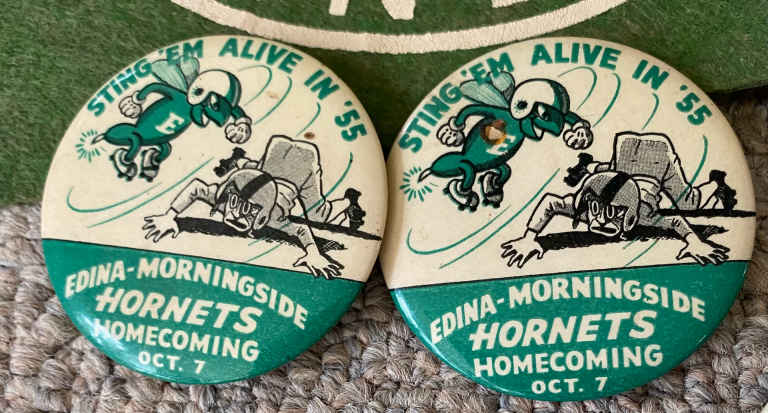 STING 'EM ALIVE IN '55
E
EDINA-MORNINGSIDE
HORNETS
HOMECOMING
OCT. 7
STING 'EM ALIVE IN '55
E
EDINA-MORNINGSIDE
HORNETS
HOMECOMING
OCT. 7